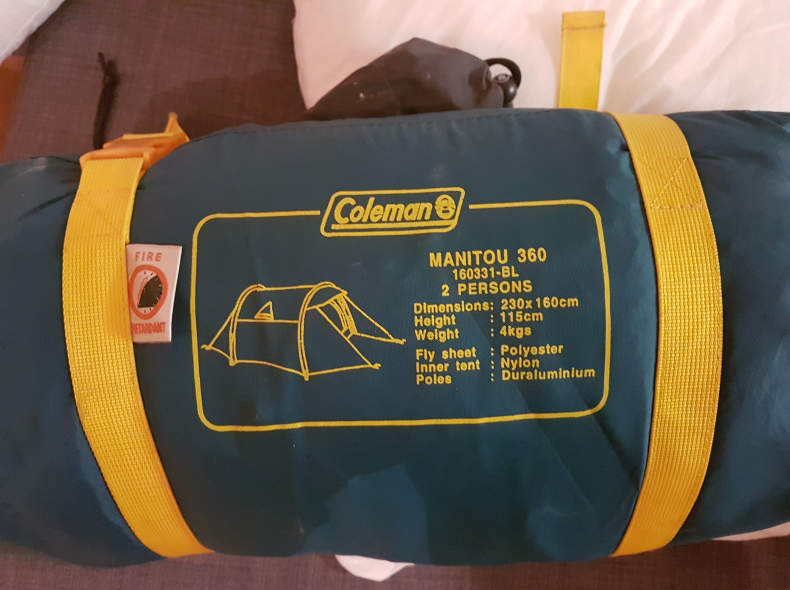 Coleman
MANITOU 360
160331-BL
2 PERSONS
Dimensions: 230x160cm
Height : 115cm
Weight : 4kgs
Fly sheet : Polyester
Inner tent : Nylon
Poles : Duraluminium
FIRE
RETARDANT